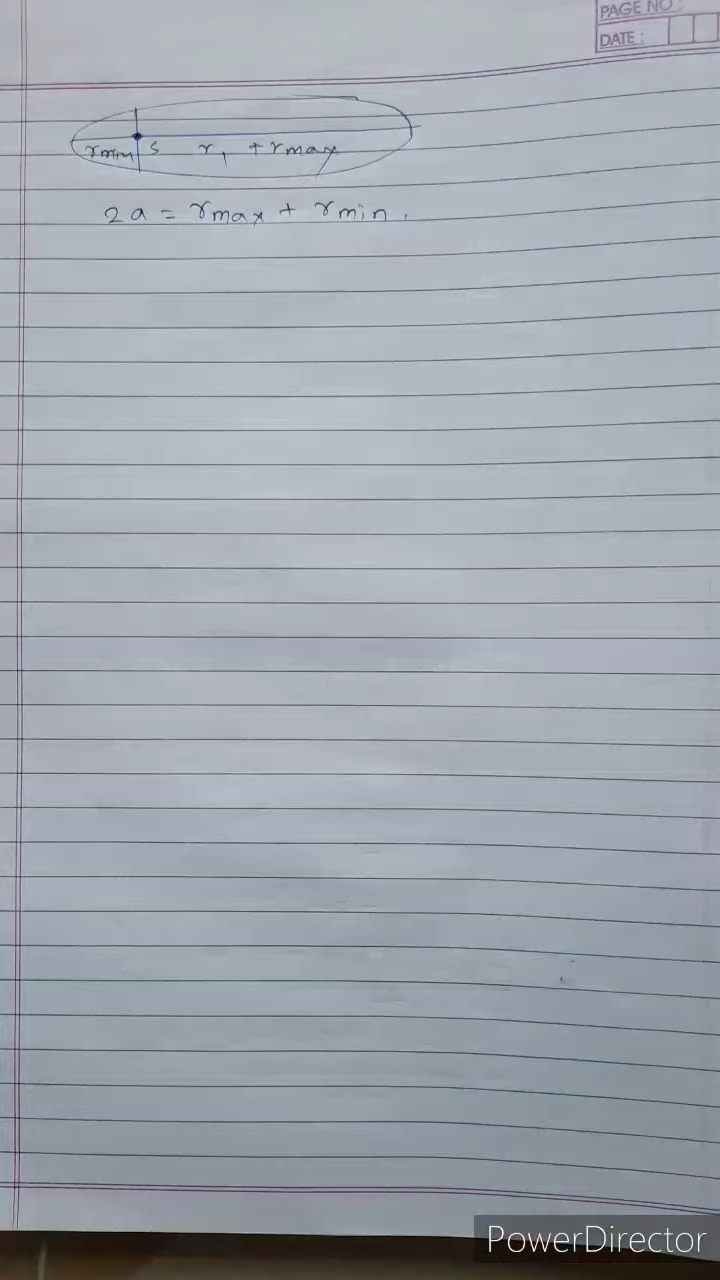 PAGE NO :
DATE :
rmin s r1 + rmax
2a = rmax + rmin .
PowerDirector